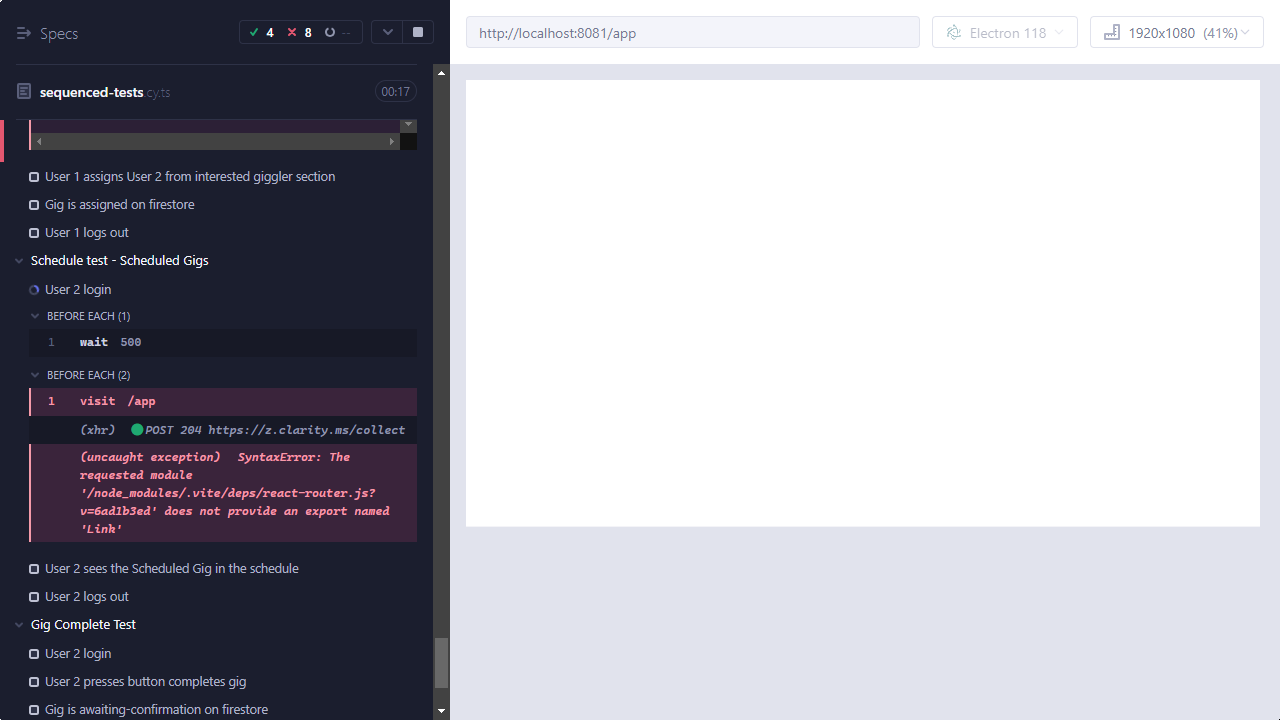 Specs
4
8
--
http://localhost:8081/app
Electron 118
1920x1080 (41%)
sequenced-tests.cy.ts
00:17
User 1 assigns User 2 from interested giggler section
Gig is assigned on firestore
User 1 logs out
Schedule test - Scheduled Gigs
User 2 login
BEFORE EACH (1)
1 wait 500
BEFORE EACH (2)
1 visit /app
(xhr) POST 204 https://z.clarity.ms/collect
(uncaught exception) SyntaxError: The
requested module
'/node_modules/.vite/deps/react-router.js?
v=6ad1b3ed' does not provide an export named
'Link'
User 2 sees the Scheduled Gig in the schedule
User 2 logs out
Gig Complete Test
User 2 login
User 2 presses button completes gig
Gig is awaiting-confirmation on firestore